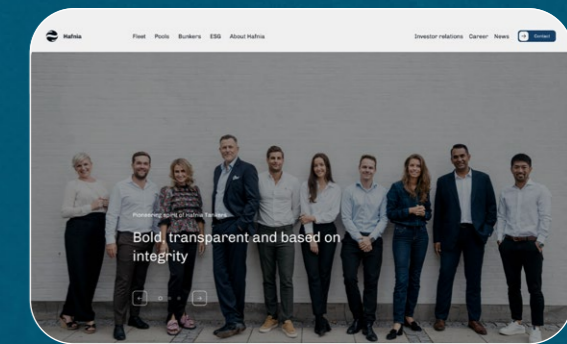 Hafnia
Fleet Pools Bunkers ESG About Hafnia
Investor relations Career News Contact
Pioneering spirit of Hafnia Tankers
Bold, transparent and based on
integrity